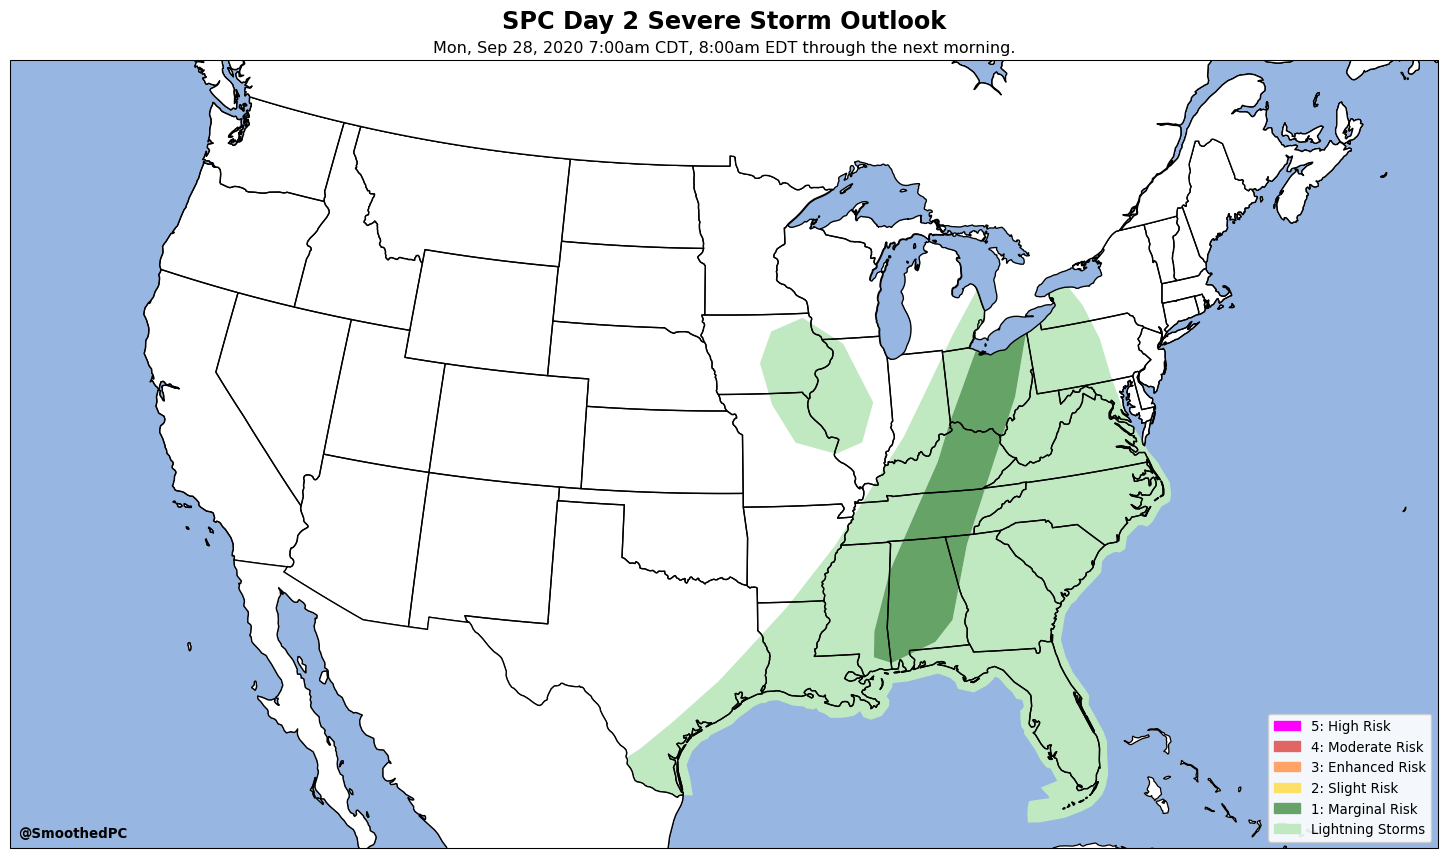 SPC Day 2 Severe Storm Outlook
Mon, Sep 28, 2020 7:00am CDT, 8:00am EDT through the next morning.
5: High Risk
4: Moderate Risk
3: Enhanced Risk
2: Slight Risk
1: Marginal Risk
Lightning Storms
@SmoothedPC